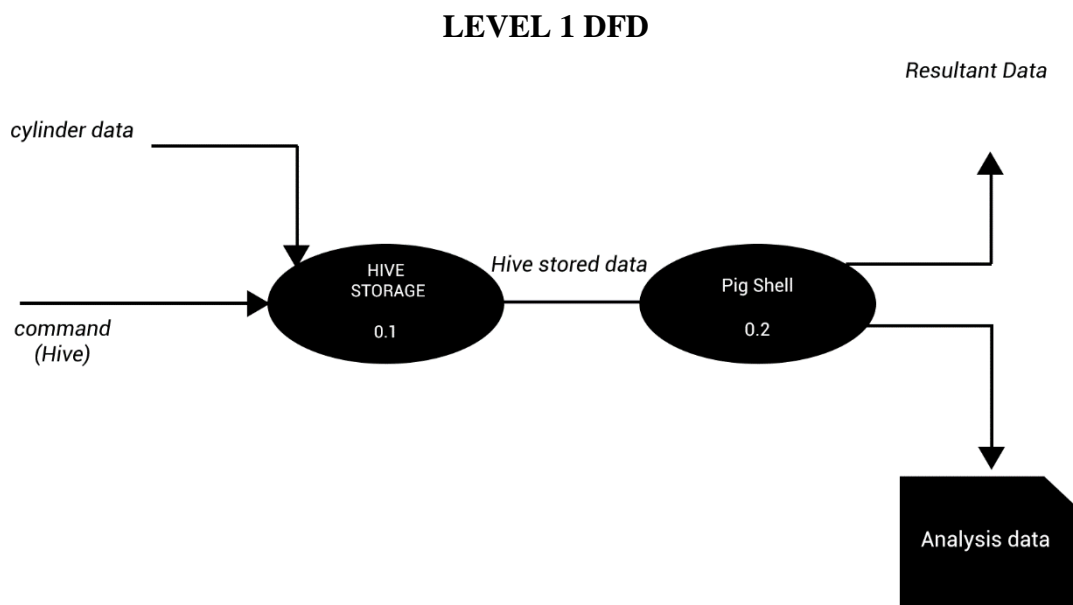 LEVEL 1 DFD
Resultant Data
cylinder data
HIVE
STORAGE
0.1
Hive stored data
Pig Shell
0.2
command
(Hive)
Analysis data